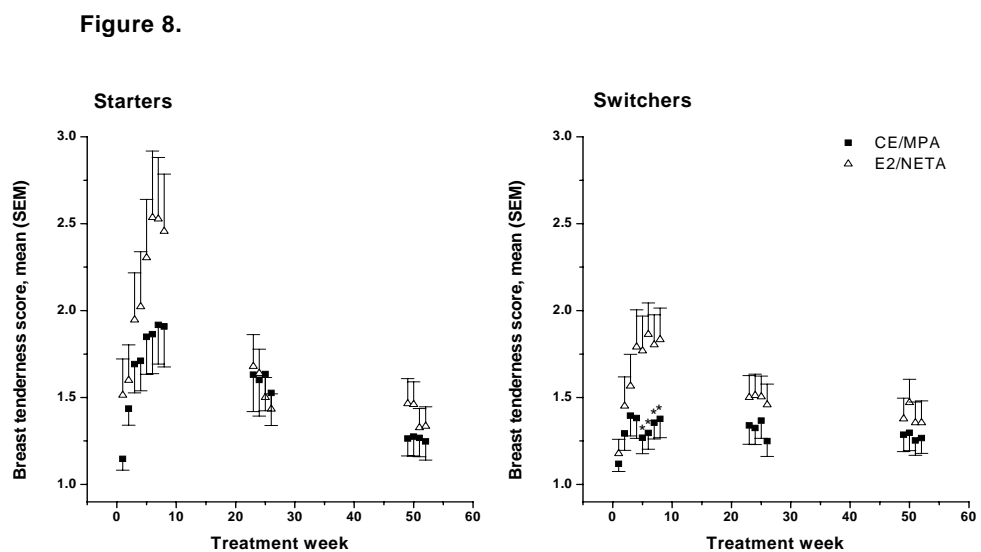 Figure 8.
Starters
Breast tenderness score, mean (SEM)
3.0
2.5
2.0
1.5
1.0
0 10 20 30 40 50 60
Treatment week
Switchers
CE/MPA
E2/NETA
Breast tenderness score, mean (SEM)
3.0
2.5
2.0
1.5
1.0
* * * *
0 10 20 30 40 50 60
Treatment week